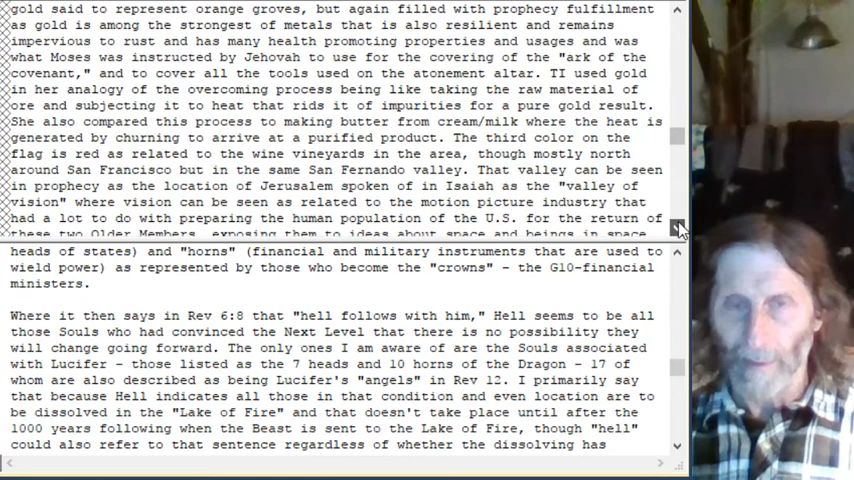 gold said to represent orange groves, but again filled with prophecy fulfillment
as gold is among the strongest of metals that is also resilient and remains
impervious to rust and has many health promoting properties and usages and was
what Moses was instructed by Jehovah to use for the covering of the "ark of the
covenant," and to cover all the tools used on the atonement altar. TI used gold
in her analogy of the overcoming process being like taking the raw material of
ore and subjecting it to heat that rids it of impurities for a pure gold result.
She also compared this process to making butter from cream/milk where the heat is
generated by churning to arrive at a purified product. The third color on the
flag is red as related to the wine vineyards in the area, though mostly north
around San Francisco but in the same San Fernando valley. That valley can be seen
in prophecy as the location of Jerusalem spoken of in Isaiah as the "valley of
vision" where vision can be seen as related to the motion picture industry that
had a lot to do with preparing the human population of the U.S. for the return of
these two Older Members, exposing them to ideas about space and beings in space
heads of states) and "horns" (financial and military instruments that are used to
wield power) as represented by those who become the "crowns" - the G10-financial
ministers.
Where it then says in Rev 6:8 that "hell follows with him," Hell seems to be all
those Souls who had convinced the Next Level that there is no possibility they
will change going forward. The only ones I am aware of are the Souls associated
with Lucifer - those listed as the 7 heads and 10 horns of the Dragon - 17 of
whom are also described as being Lucifer's "angels" in Rev 12. I primarily say
that because Hell indicates all those in that condition and even location are to
be dissolved in the "Lake of Fire" and that doesn't take place until after the
1000 years following when the Beast is sent to the Lake of Fire, though "hell"
could also refer to that sentence regardless of whether the dissolving has